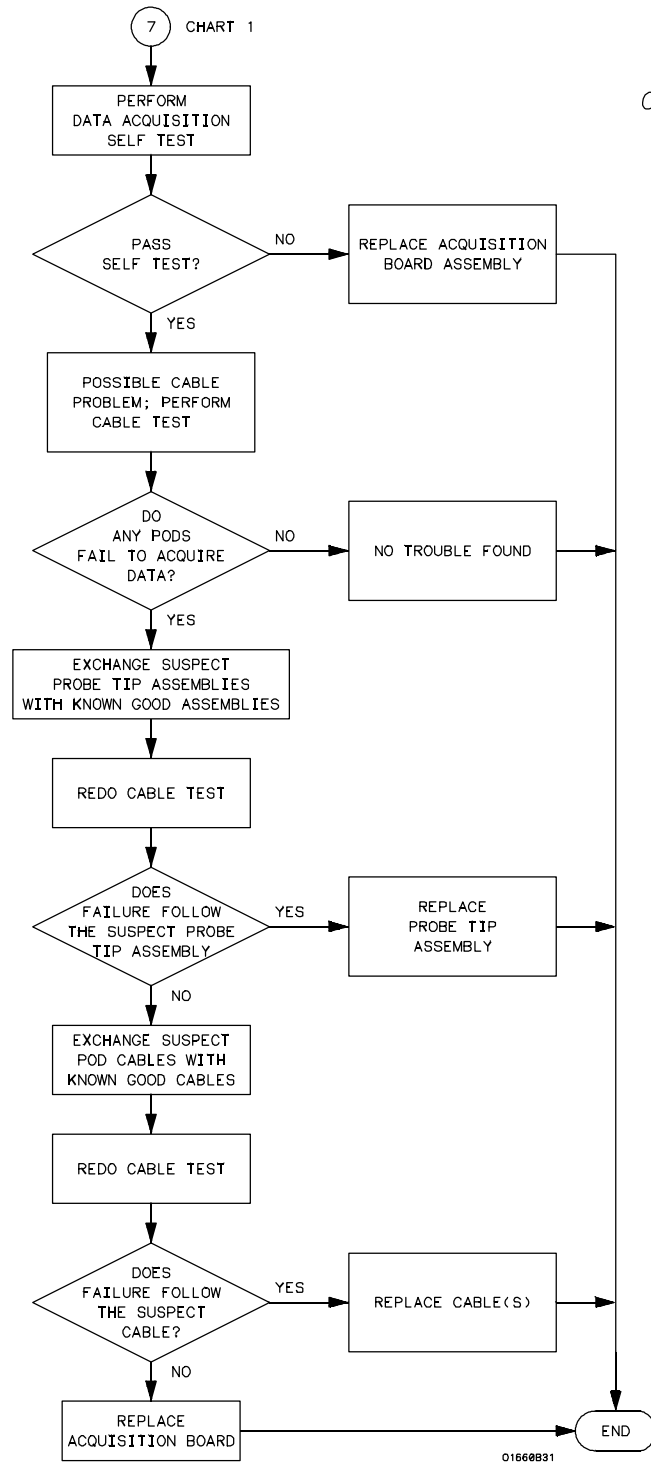 7 CHART 1
PERFORM
DATA ACQUISITION
SELF TEST
PASS
SELF TEST?
NO
REPLACE ACQUISITION
BOARD ASSEMBLY
YES
POSSIBLE CABLE
PROBLEM; PERFORM
CABLE TEST
DO
ANY PODS
FAIL TO ACQUIRE
DATA?
NO
NO TROUBLE FOUND
YES
EXCHANGE SUSPECT
PROBE TIP ASSEMBLIES
WITH KNOWN GOOD ASSEMBLIES
REDO CABLE TEST
DOES
FAILURE FOLLOW
THE SUSPECT PROBE
TIP ASSEMBLY
YES
REPLACE
PROBE TIP
ASSEMBLY
NO
EXCHANGE SUSPECT
POD CABLES WITH
KNOWN GOOD CABLES
REDO CABLE TEST
DOES
FAILURE FOLLOW
THE SUSPECT
CABLE?
YES
REPLACE CABLE(S)
NO
REPLACE
ACQUISITION BOARD
END
01660B31